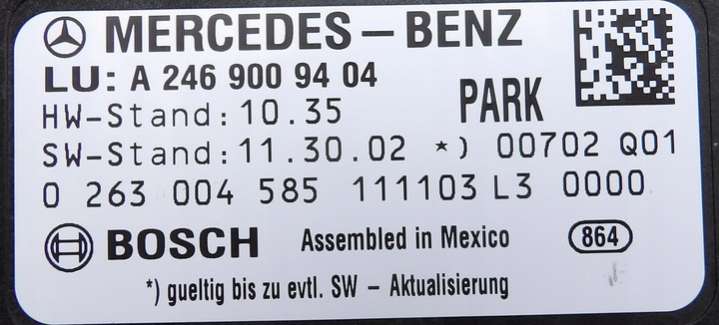 MERCEDES-BENZ
LU: A 246 900 94 04
PARK
HW-Stand: 10.35
SW-Stand: 11.30.02 *) 00702 Q01
0 263 004 585 111103 L3 0000
BOSCH Assembled in Mexico 864
*) gueltig bis zu evtl. SW - Aktualisierung